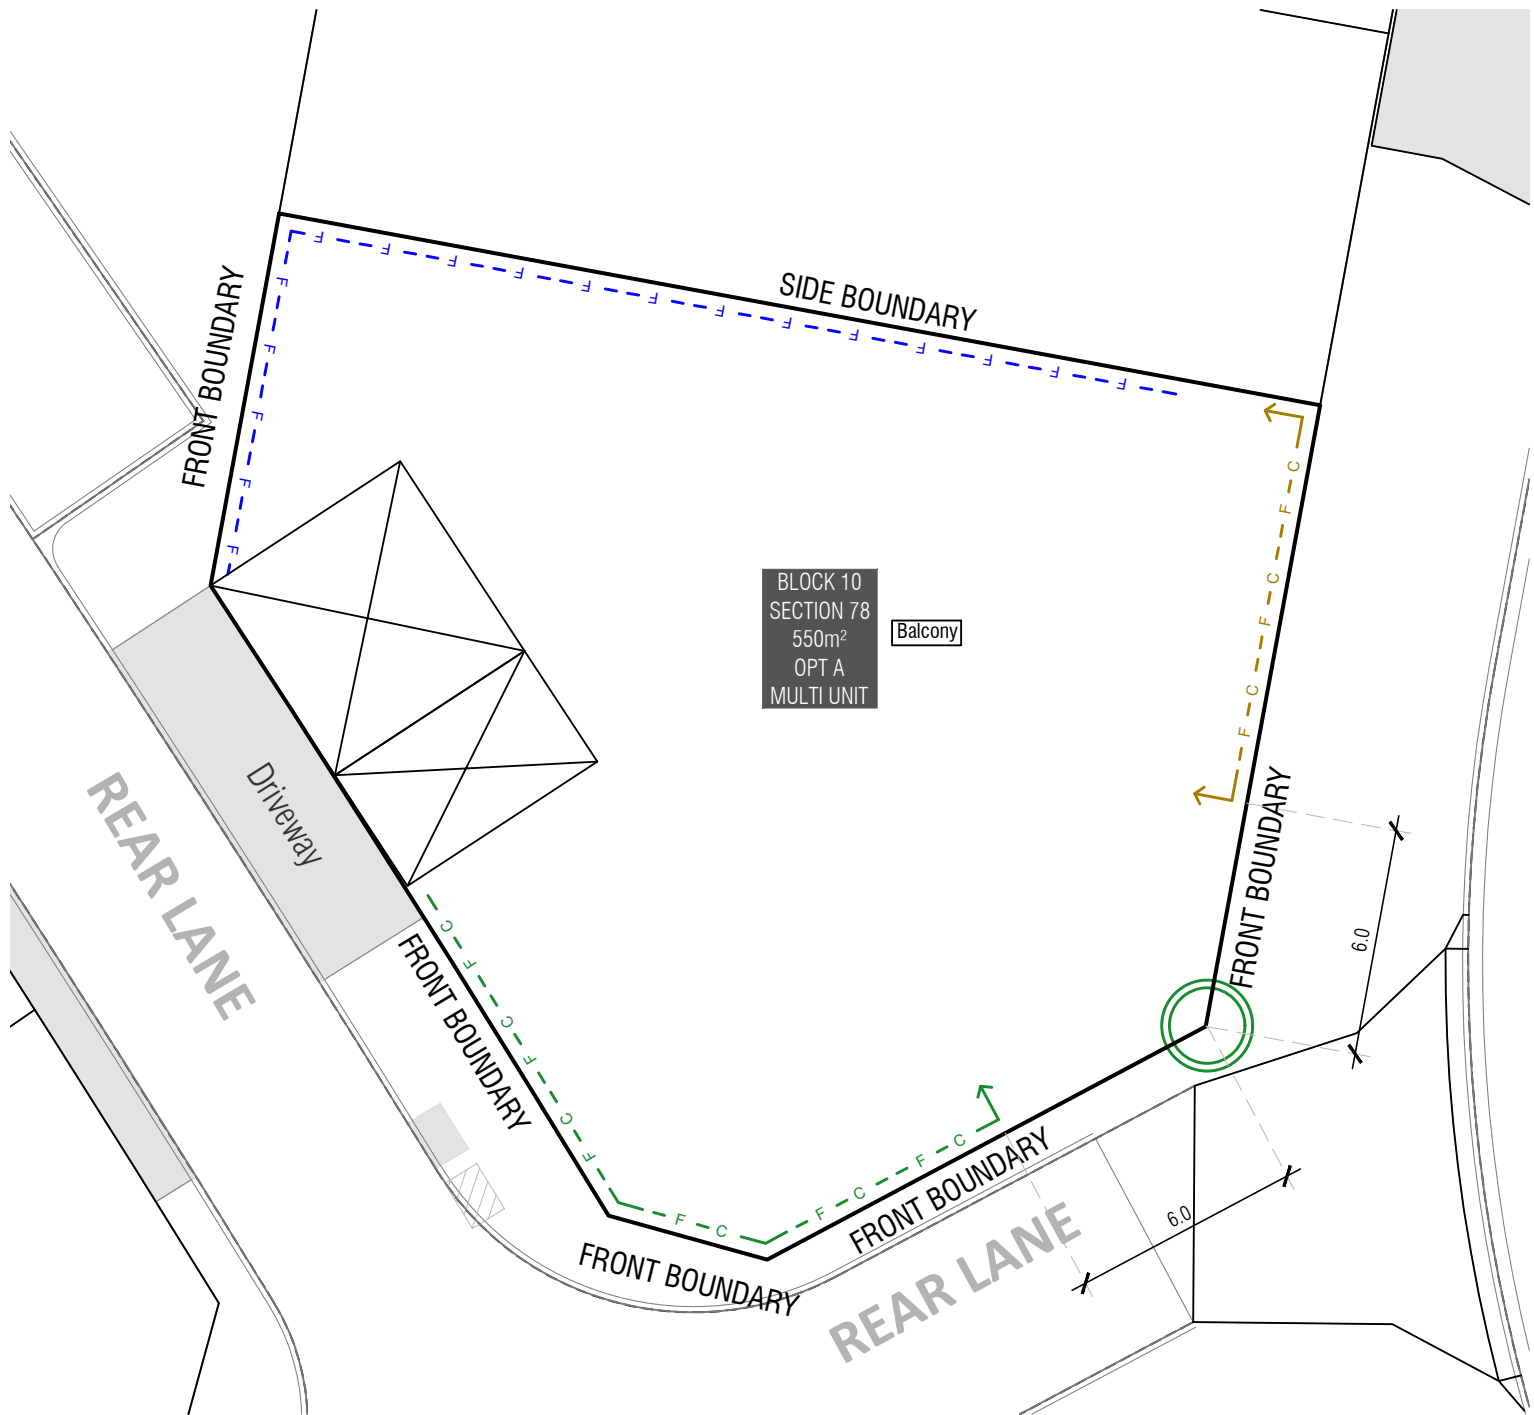 SIDE BOUNDARY
F F F F F F F F F F F F F
FRONT BOUNDARY
F F F F F
C F C F C F
BLOCK 10
SECTION 78
550m²
OPT A
MULTI UNIT
Balcony
FRONT BOUNDARY
6.0
Driveway
REAR LANE
FRONT BOUNDARY
C F C F C F
F C
F C F C
FRONT BOUNDARY
FRONT BOUNDARY
6.0
REAR LANE